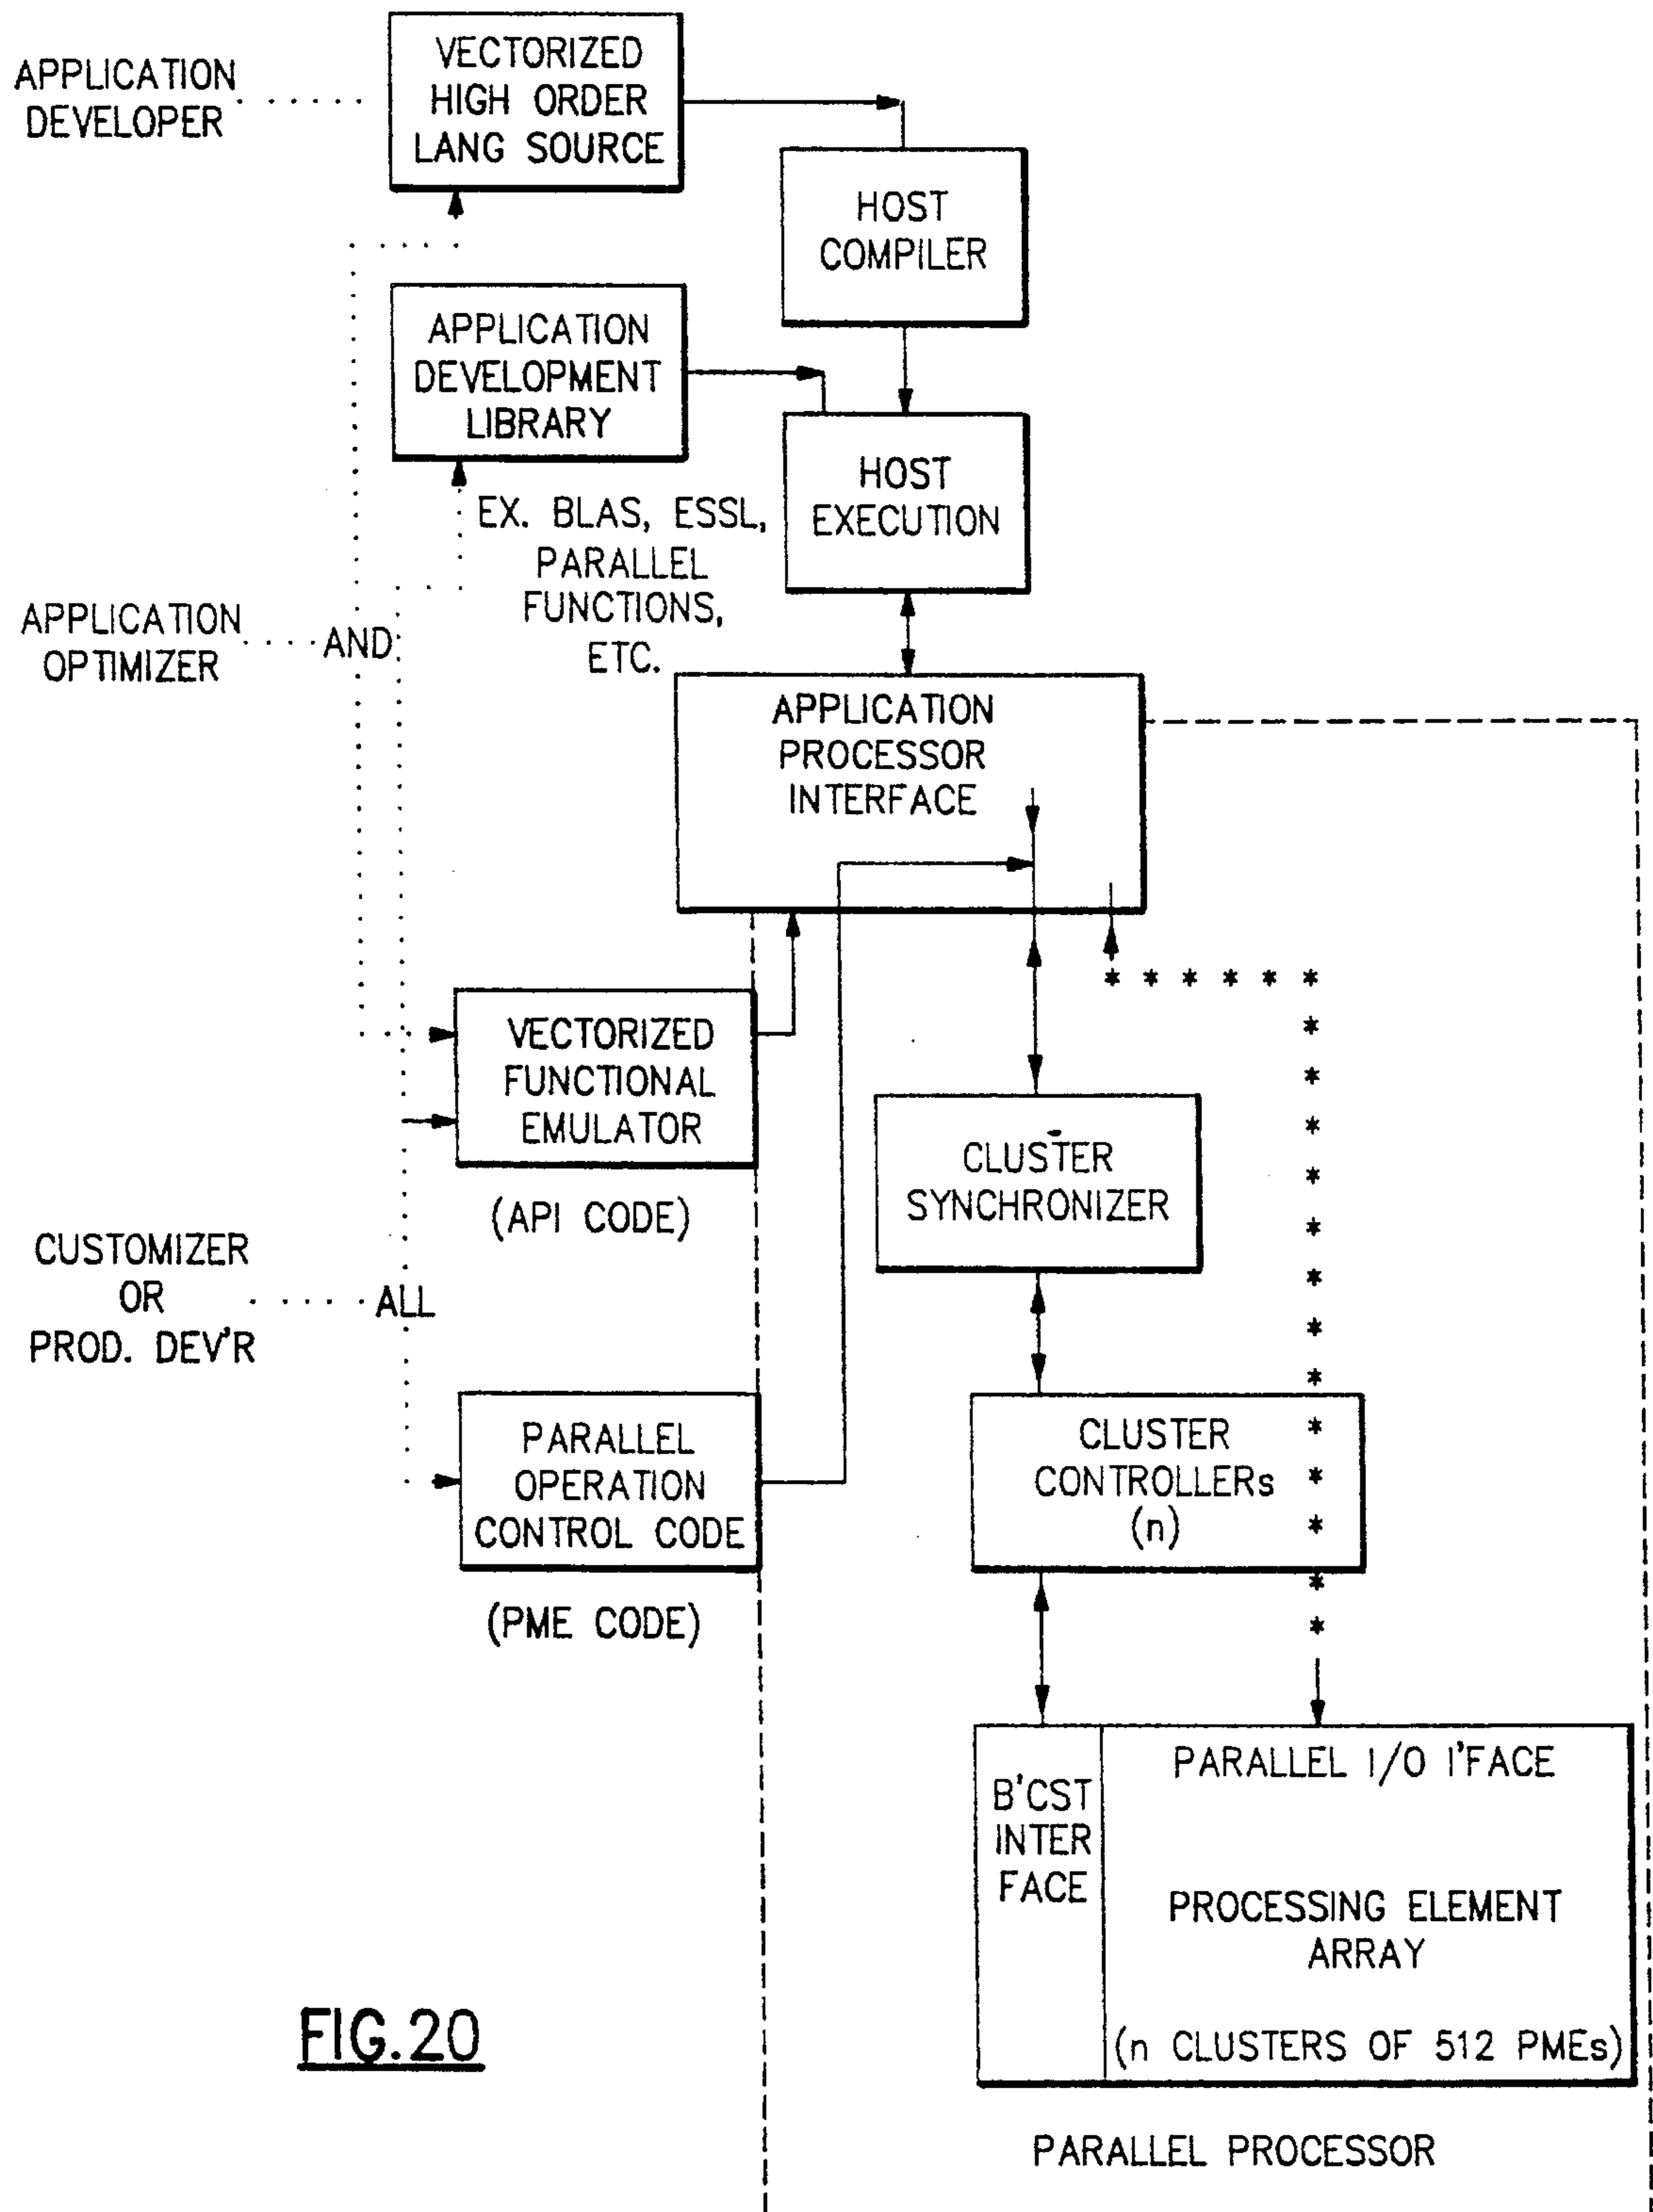 APPLICATION
DEVELOPER
VECTORIZED
HIGH ORDER
LANG SOURCE
HOST
COMPILER
APPLICATION
DEVELOPMENT
LIBRARY
HOST
EXECUTION
EX. BLAS, ESSL,
PARALLEL
FUNCTIONS,
ETC.
APPLICATION
OPTIMIZER
AND
APPLICATION
PROCESSOR
INTERFACE
VECTORIZED
FUNCTIONAL
EMULATOR
(API CODE)
CLUSTER
SYNCHRONIZER
CUSTOMIZER
OR
PROD. DEV'R
ALL
PARALLEL
OPERATION
CONTROL CODE
(PME CODE)
CLUSTER
CONTROLLERs
(n)
B'CST
INTER
FACE
PARALLEL I/O I'FACE
PROCESSING ELEMENT
ARRAY
(n CLUSTERS OF 512 PMEs)
PARALLEL PROCESSOR
FIG.20